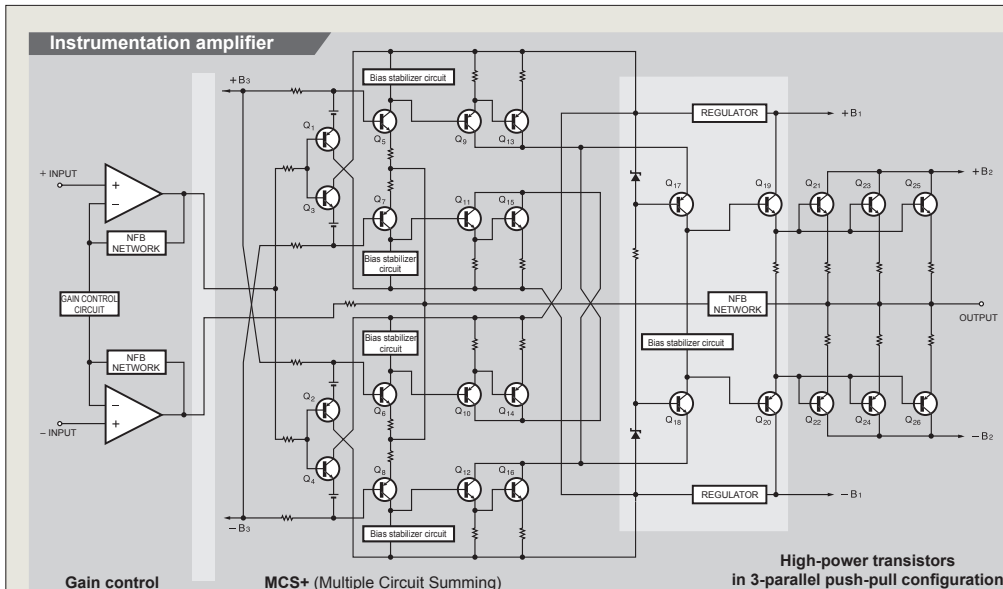 Instrumentation amplifier
+ B3
Bias stabilizer circuit
REGULATOR
+ B1
Q1
Q5
Q9
Q13
+ INPUT
+
−
Q3
Q7
Q11
Q15
Q17
Q19
Q21
Q23
Q25
+ B2
NFB
NETWORK
Bias stabilizer
circuit
GAIN CONTROL
CIRCUIT
NFB
NETWORK
OUTPUT
NFB
NETWORK
Bias stabilizer
circuit
Bias stabilizer circuit
−
+
− INPUT
Q2
Q6
Q10
Q14
Q18
Q20
Q22
Q24
Q26
− B2
Q4
Q8
Q12
Q16
REGULATOR
− B1
− B3
Bias stabilizer circuit
Gain control
MCS+ (Multiple Circuit Summing)
High-power transistors
in 3-parallel push-pull configuration